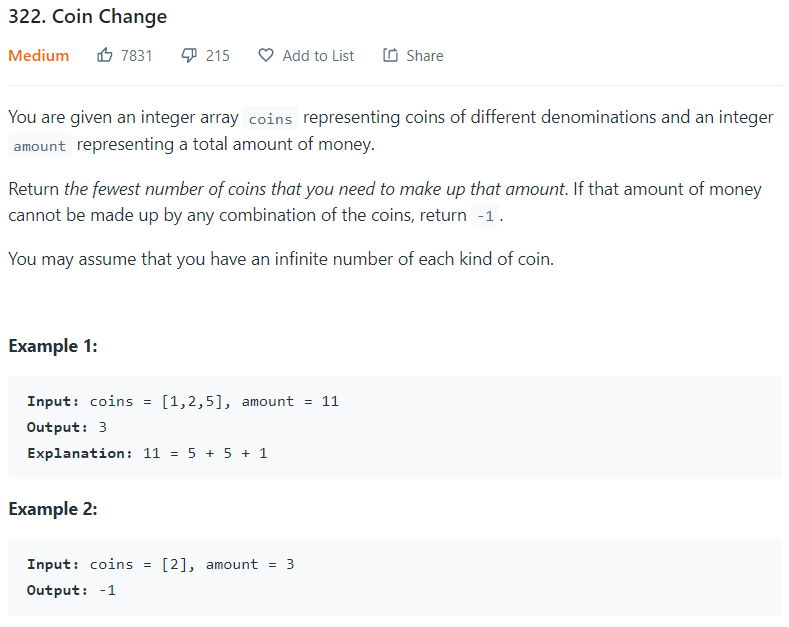 322. Coin Change
Medium 7831 215 Add to List Share
You are given an integer array coins representing coins of different denominations and an integer
amount representing a total amount of money.
Return the fewest number of coins that you need to make up that amount. If that amount of money
cannot be made up by any combination of the coins, return -1 .
You may assume that you have an infinite number of each kind of coin.
Example 1:
Input: coins = [1,2,5], amount = 11
Output: 3
Explanation: 11 = 5 + 5 + 1
Example 2:
Input: coins = [2], amount = 3
Output: -1